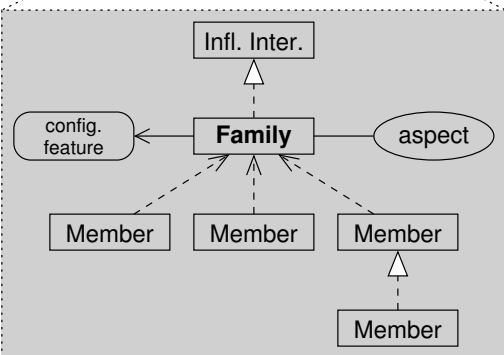 Infl. Inter.
config.
feature
Family
aspect
Member
Member
Member
Member